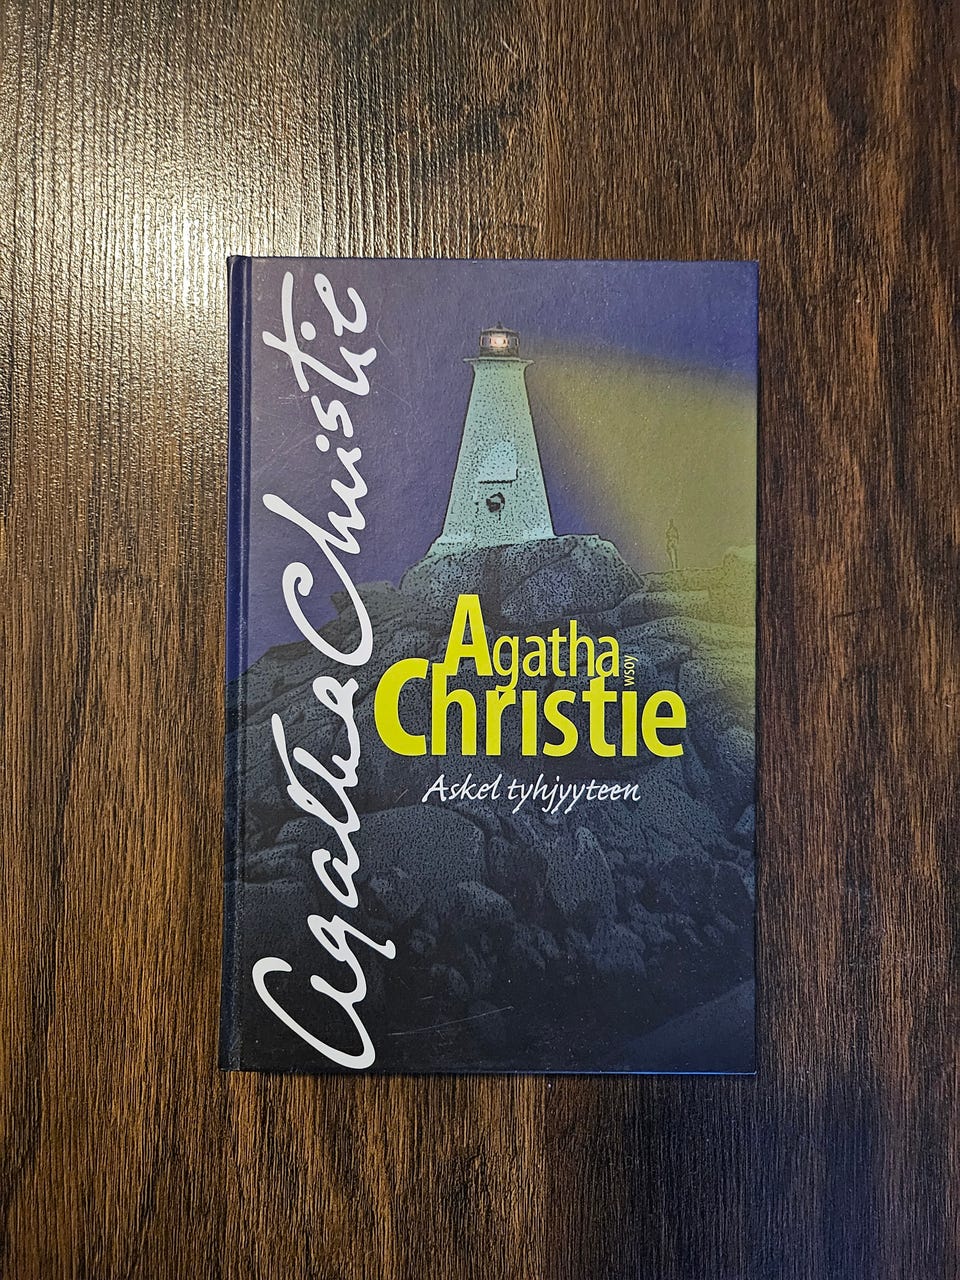 Agatha Christie
Agatha
wsoy
Christie
Askel tyhjyyteen